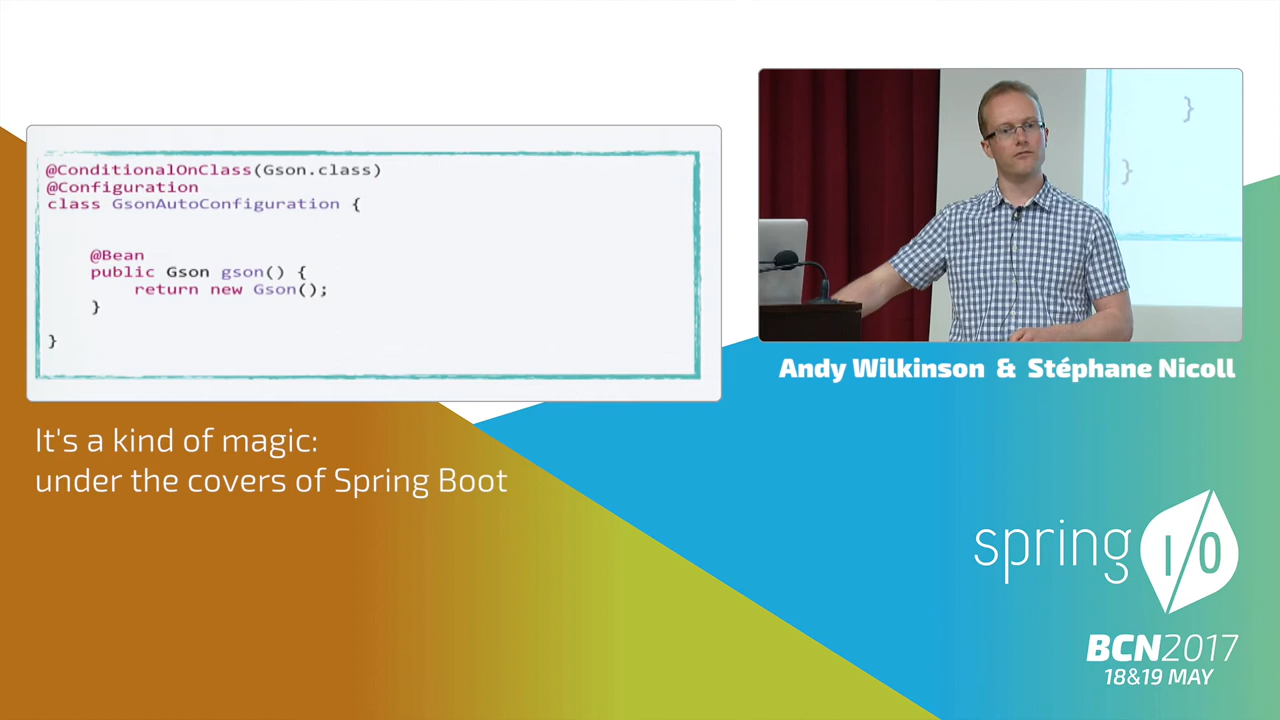 @ConditionalOnClass(Gson.class)
@Configuration
class GsonAutoConfiguration {
@Bean
public Gson gson() {
return new Gson();
}
}
}
}
Andy Wilkinson & Stéphane Nicoll
It's a kind of magic:
under the covers of Spring Boot
spring I/O
BCN2017
18&19 MAY